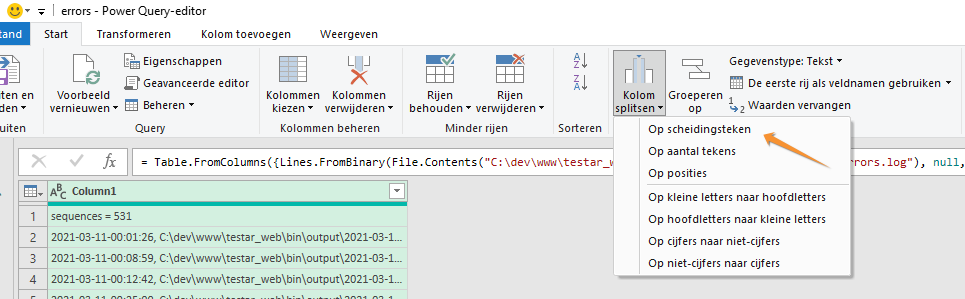 errors - Power Query-editor
Start Transformeren Kolom toevoegen Weergeven
Voorbeeld vernieuwen
Eigenschappen
Geavanceerde editor
Beheren
Query
Kolommen kiezen
Kolommen verwijderen
Kolommen beheren
Rijen behouden
Rijen verwijderen
Minder rijen
A
Z
Z
A
Sorteren
Kolom splitsen
Groeperen op
Gegevenstype: Tekst
De eerste rij als veldnamen gebruiken
1
2
Waarden vervangen
Op scheidingsteken
Op aantal tekens
Op posities
Op kleine letters naar hoofdletters
Op hoofdletters naar kleine letters
Op cijfers naar niet-cijfers
Op niet-cijfers naar cijfers
fx
= Table.FromColumns({Lines.FromBinary(File.Contents("C:\dev\www\testar_w
rrors.log"), null,
ABC Column1
1 sequences = 531
2 2021-03-11-00:01:26, C:\dev\www\testar_web\bin\output\2021-03-1...
3 2021-03-11-00:08:59, C:\dev\www\testar_web\bin\output\2021-03-1...
4 2021-03-11-00:12:42, C:\dev\www\testar_web\bin\output\2021-03-1...